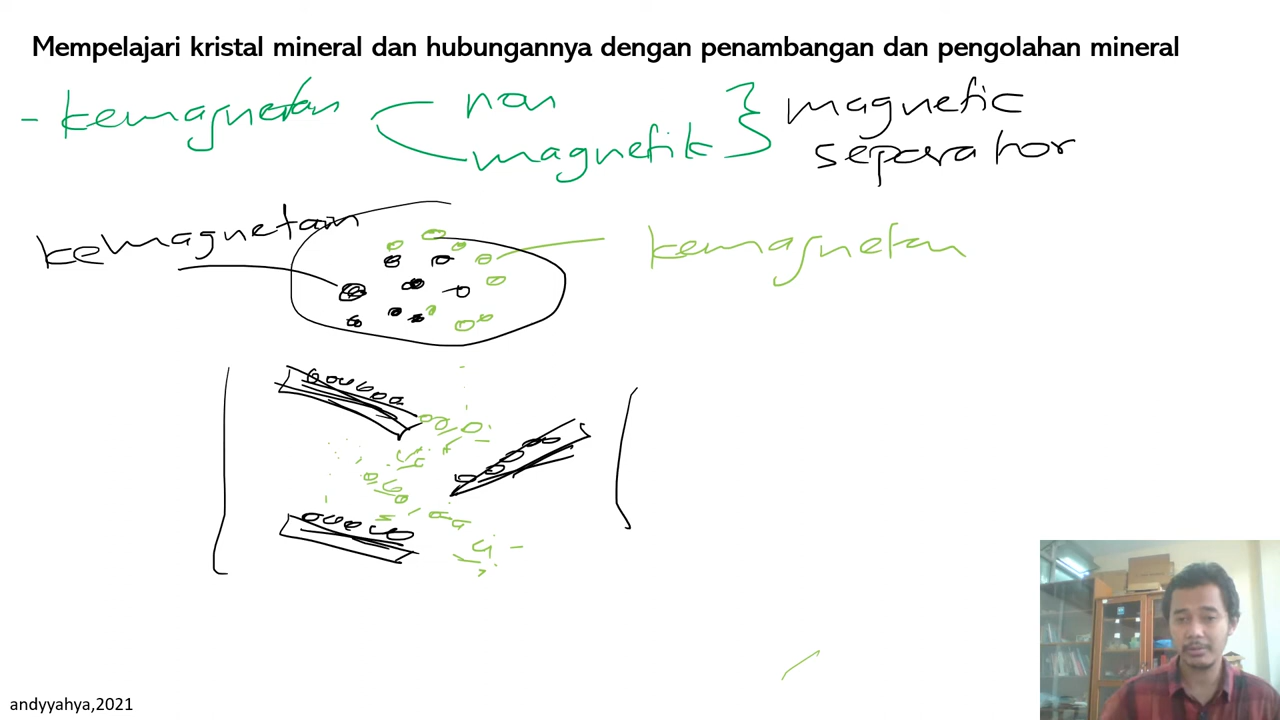 Mempelajari kristal mineral dan hubungannya dengan penambangan dan pengolahan mineral
- kemagnetan
non
magnetik
magnetic
separator
kemagnetan
kemagnetan
andyyahya,2021